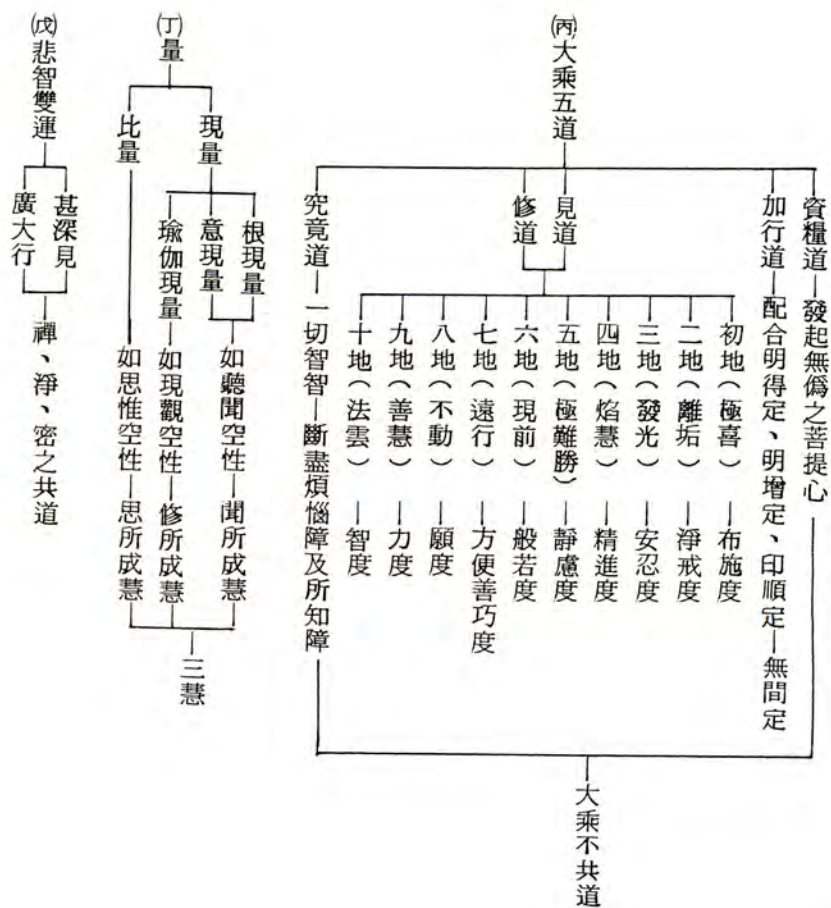 ㈥大乘五道
資糧道—發起無僞之菩提心
加行道—配合明得定、明增定、印順定—無間定
見道
修道
初地（極喜）—布施度
二地（離垢）—淨戒度
三地（發光）—安忍度
四地（焰慧）—精進度
五地（極難勝）—靜慮度
六地（現前）—般若度
七地（遠行）—方便善巧度
八地（不動）—願度
九地（善慧）—力度
十地（法雲）—智度
究竟道—一切智智—斷盡煩惱障及所知障
大乘不共道
㈦量
現量
根現量
意現量
如聽聞空性—聞所成慧
瑜伽現量—如現觀空性—修所成慧
比量
如思惟空性—思所成慧
三慧
㈧悲智雙運
甚深見
廣大行
禪、淨、密之共道